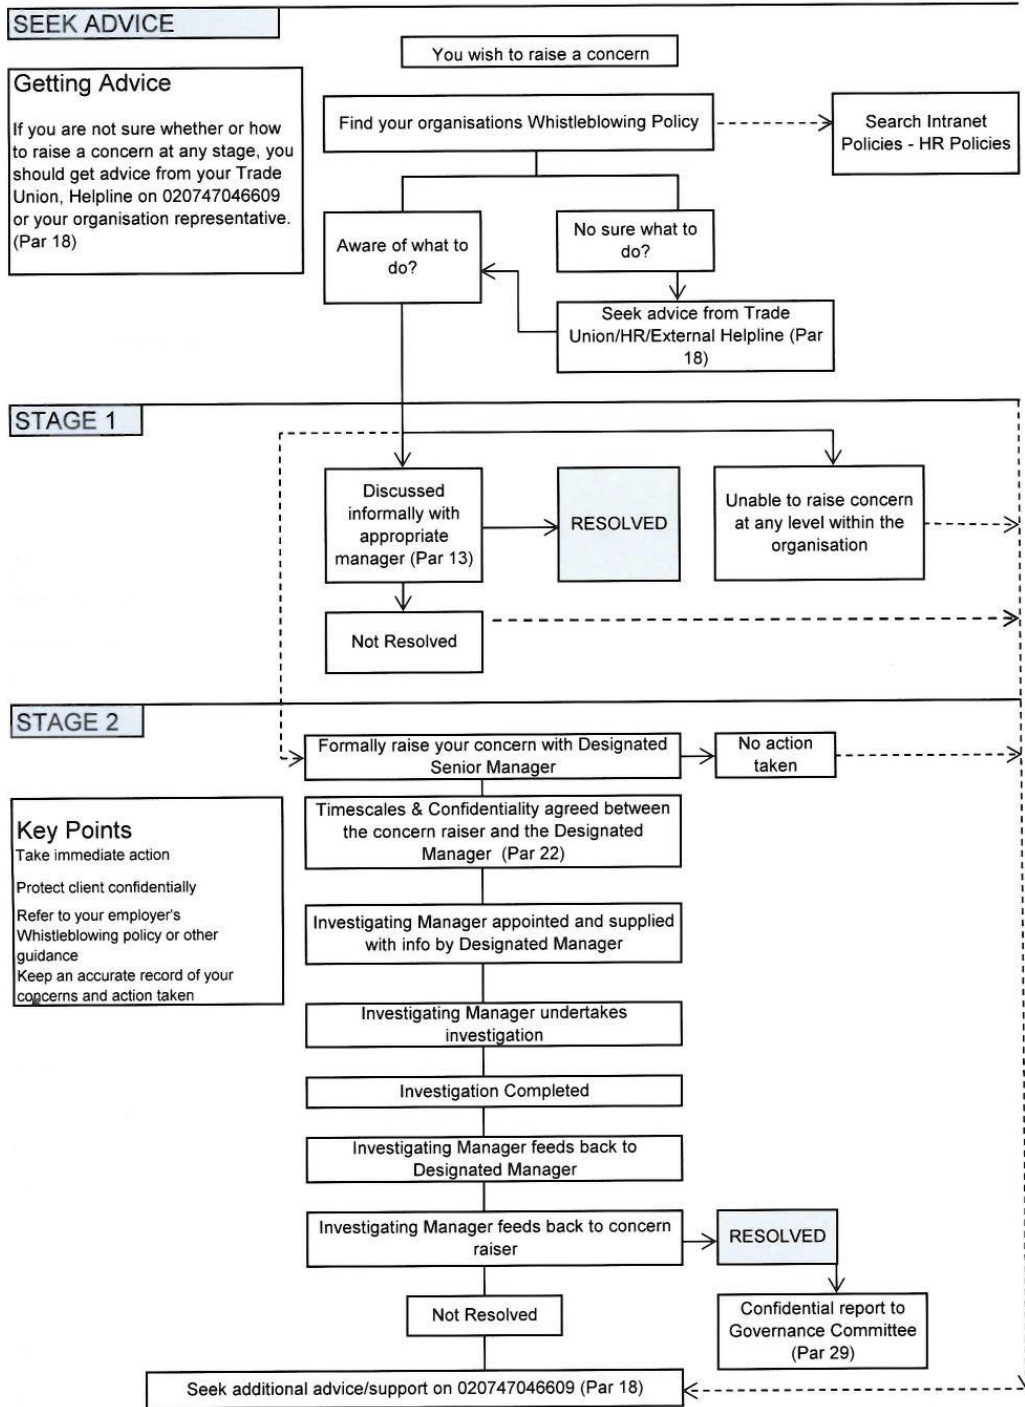 SEEK ADVICE
You wish to raise a concern
Getting Advice
If you are not sure whether or how
to raise a concern at any stage, you
should get advice from your Trade
Union, Helpline on 020747046609
or your organisation representative.
(Par 18)
Find your organisations Whistleblowing Policy
Search Intranet
Policies - HR Policies
Aware of what to
do?
No sure what to
do?
Seek advice from Trade
Union/HR/External Helpline (Par
18)
STAGE 1
Discussed
informally with
appropriate
manager (Par 13)
RESOLVED
Unable to raise concern
at any level within the
organisation
Not Resolved
STAGE 2
Formally raise your concern with Designated
Senior Manager
No action
taken
Timescales & Confidentiality agreed between
the concern raiser and the Designated
Manager (Par 22)
Key Points
Take immediate action
Protect client confidentially
Refer to your employer's
Whistleblowing policy or other
guidance
Keep an accurate record of your
concerns and action taken
Investigating Manager appointed and supplied
with info by Designated Manager
Investigating Manager undertakes
investigation
Investigation Completed
Investigating Manager feeds back to
Designated Manager
Investigating Manager feeds back to concern
raiser
RESOLVED
Not Resolved
Confidential report to
Governance Committee
(Par 29)
Seek additional advice/support on 020747046609 (Par 18)